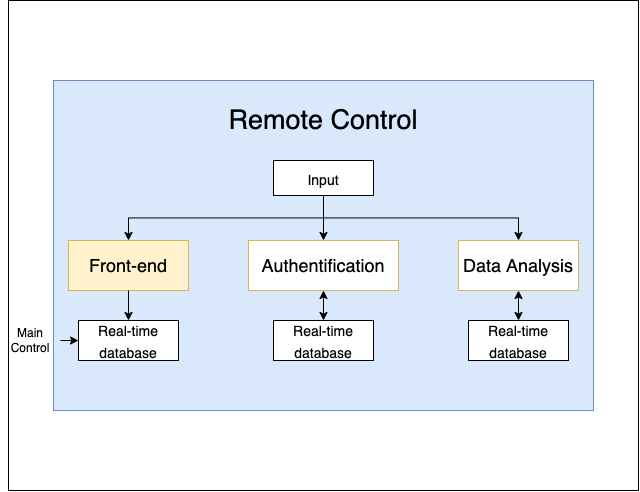 Remote Control
Input
Front-end
Authentification
Data Analysis
Main
Control
Real-time
database
Real-time
database
Real-time
database